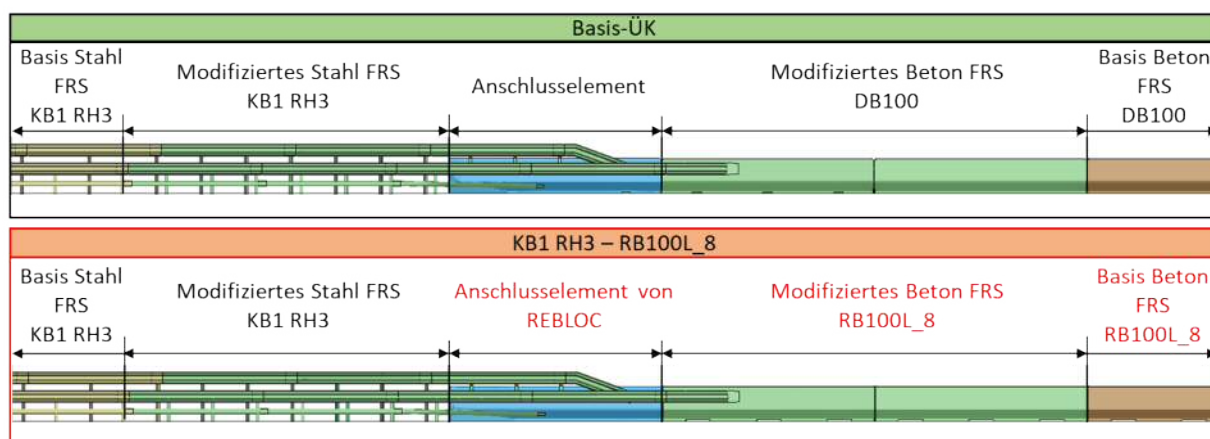 Basis-ÜK
Basis Stahl
FRS
KB1 RH3
Modifiziertes Stahl FRS
KB1 RH3
Anschlusselement
Modifiziertes Beton FRS
DB100
Basis Beton
FRS
DB100
KB1 RH3 – RB100L_8
Basis Stahl
FRS
KB1 RH3
Modifiziertes Stahl FRS
KB1 RH3
Anschlusselement von
REBLOC
Modifiziertes Beton FRS
RB100L_8
Basis Beton
FRS
RB100L_8